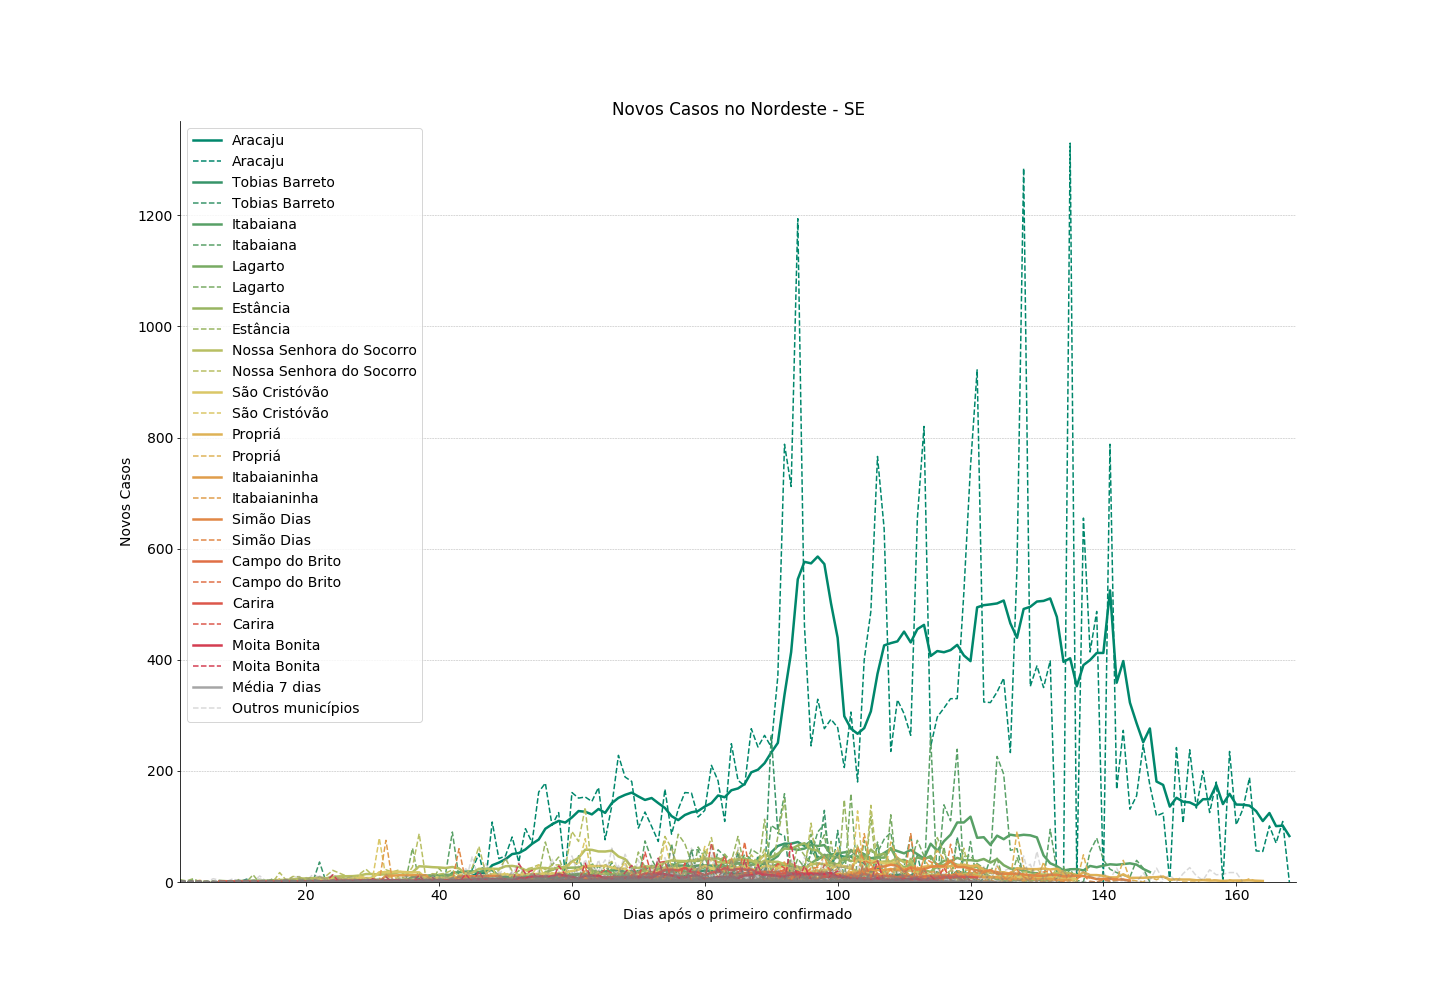 Novos Casos no Nordeste - SE
Aracaju
Aracaju
Tobias Barreto
Tobias Barreto
Itabaiana
Itabaiana
Lagarto
Lagarto
Estância
Estância
Nossa Senhora do Socorro
Nossa Senhora do Socorro
São Cristóvão
São Cristóvão
Propriá
Propriá
Itabaianinha
Itabaianinha
Simão Dias
Simão Dias
Campo do Brito
Campo do Brito
Carira
Carira
Moita Bonita
Moita Bonita
Média 7 dias
Outros municípios
1200
1000
800
600
400
200
0
Novos Casos
20 40 60 80 100 120 140 160
Dias após o primeiro confirmado